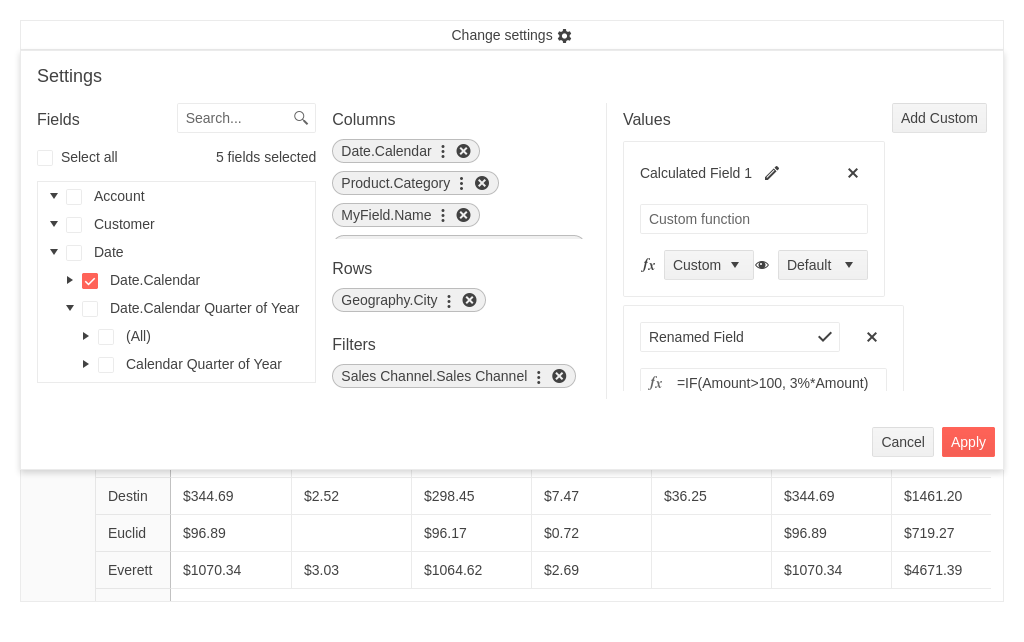 Change settings
Settings
Fields
Search...
Select all
5 fields selected
Account
Customer
Date
Date.Calendar
Date.Calendar Quarter of Year
(All)
Calendar Quarter of Year
Columns
Date.Calendar
Product.Category
MyField.Name
Rows
Geography.City
Filters
Sales Channel.Sales Channel
Values
Add Custom
Calculated Field 1
Custom function
fx Custom Default
Renamed Field
fx =IF(Amount>100, 3%*Amount)
Cancel Apply
Destin $344.69 $2.52 $298.45 $7.47 $36.25 $344.69 $1461.20
Euclid $96.89 $96.17 $0.72 $96.89 $719.27
Everett $1070.34 $3.03 $1064.62 $2.69 $1070.34 $4671.39